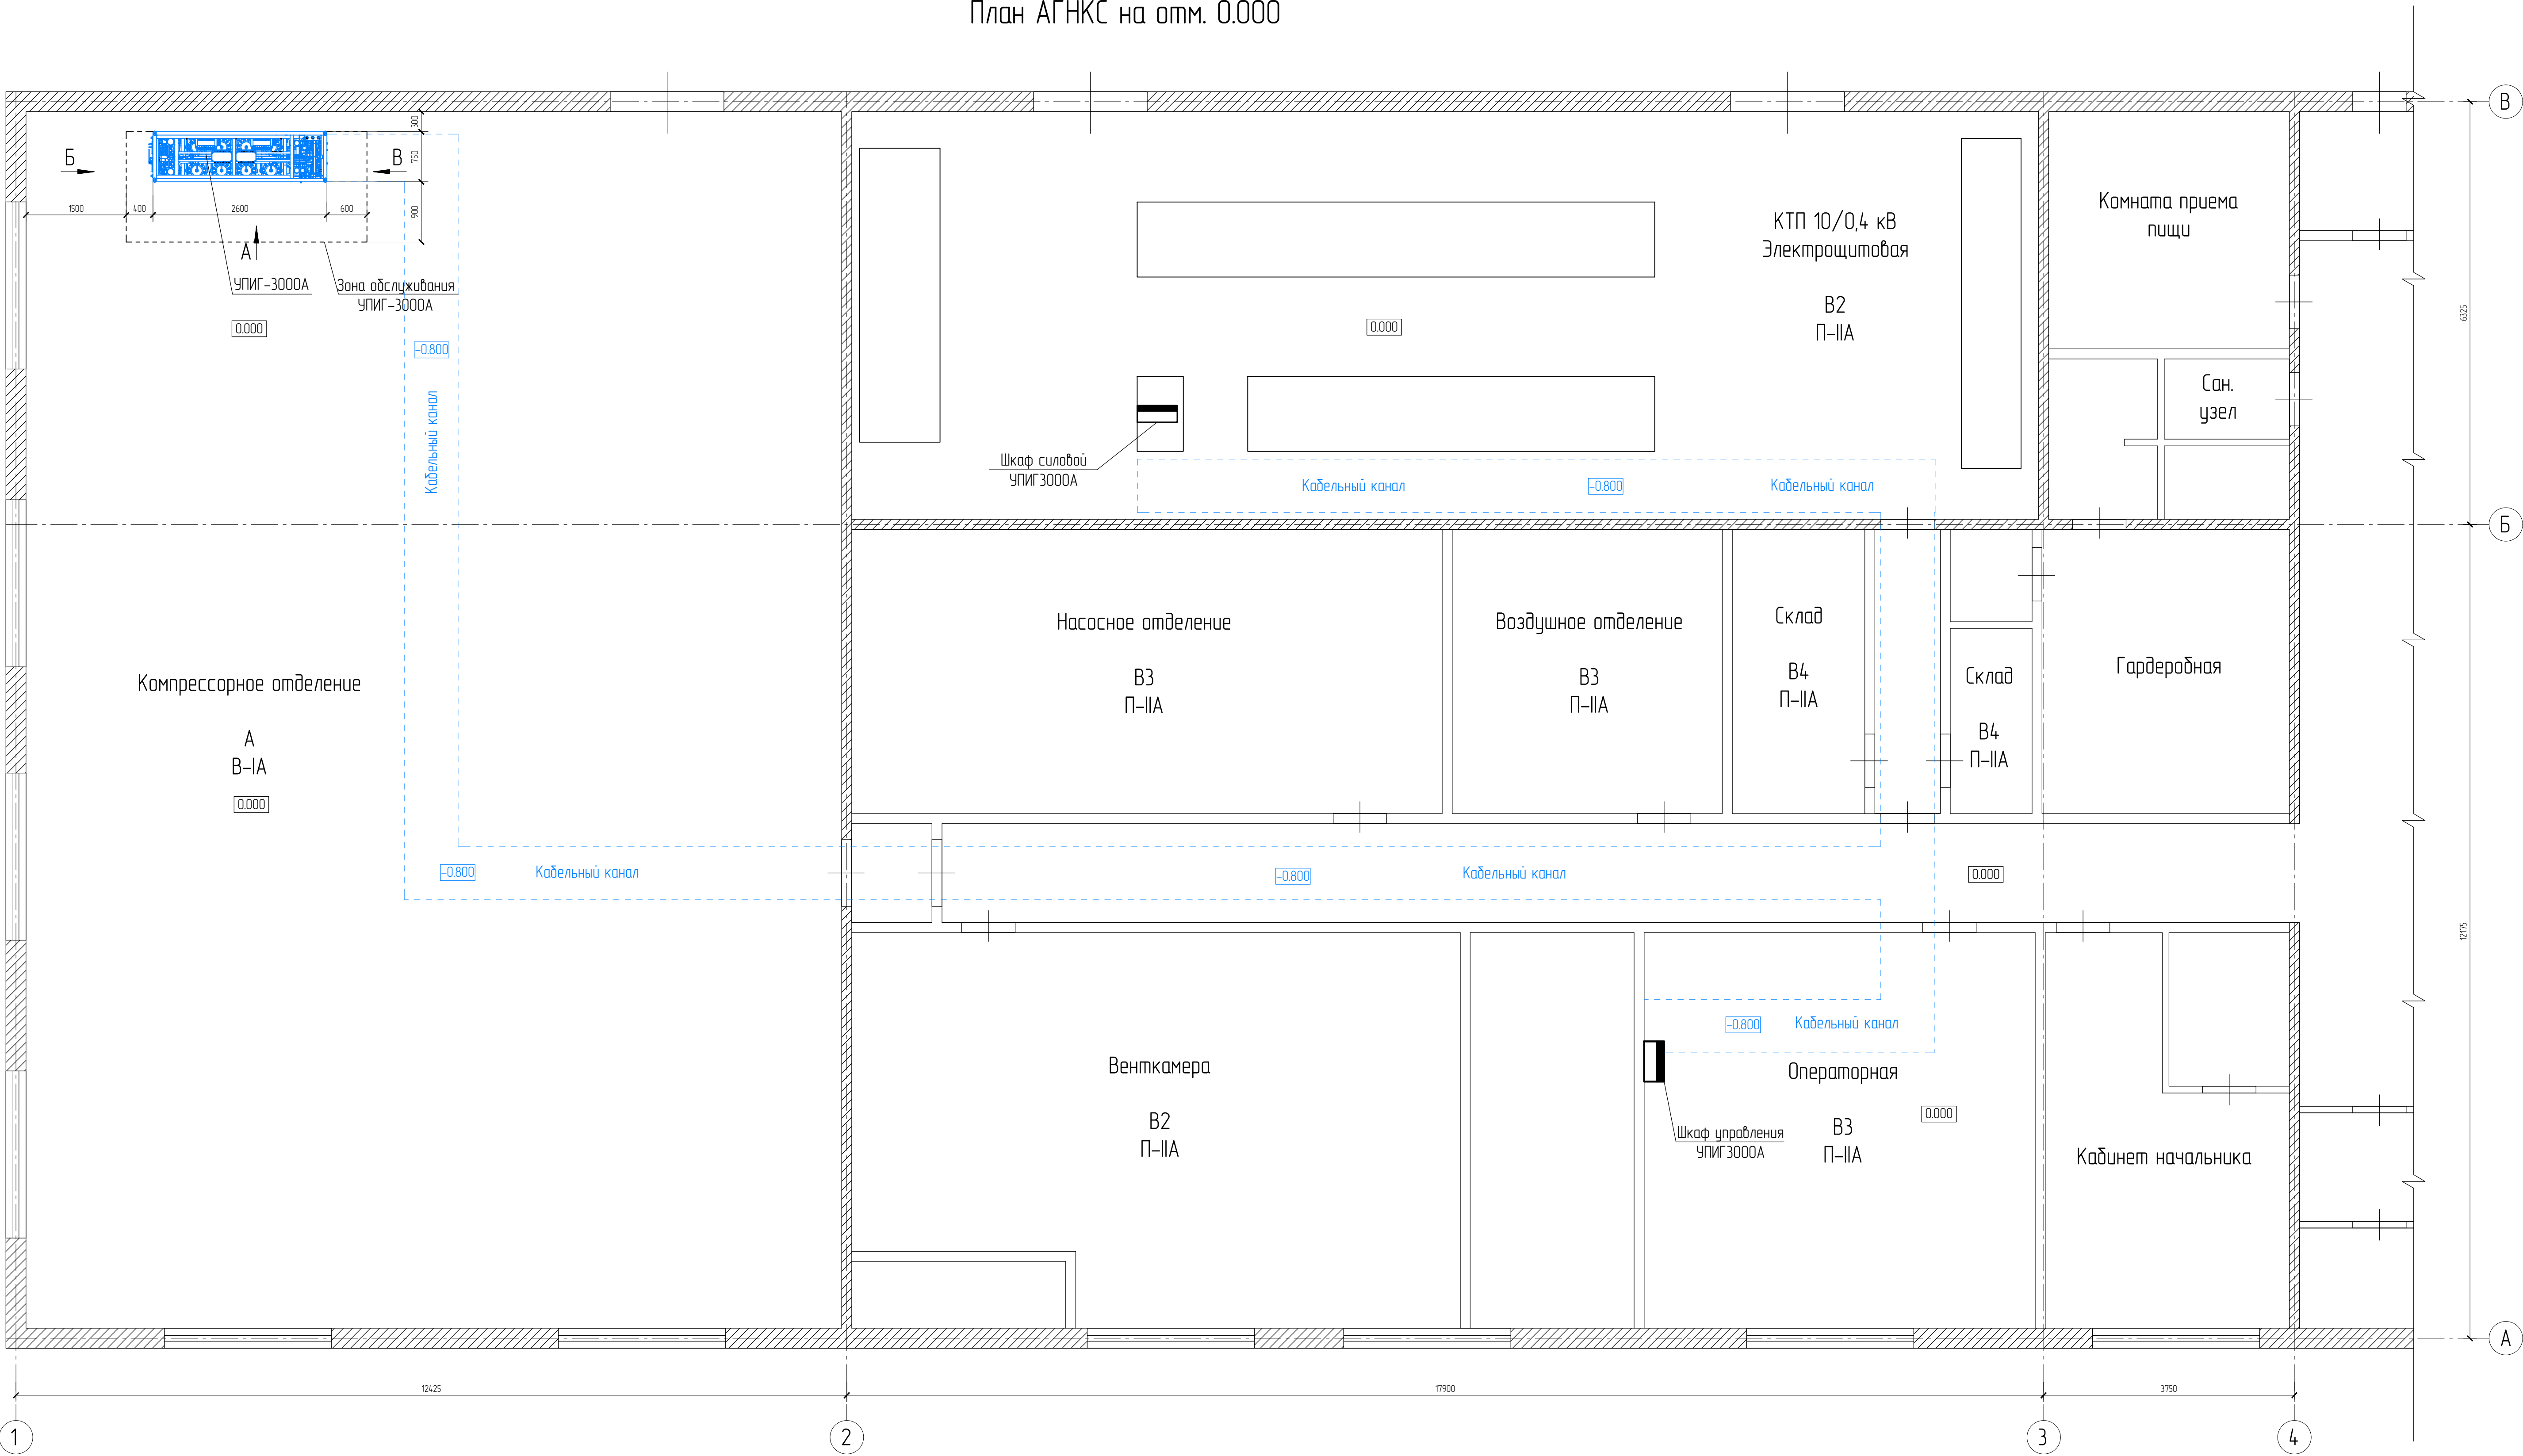 План АГНКС на отм. 0.000
В
Б
В
300
750
900
1500
400
2600
600
А
УПИГ-3000А
Зона обслуживания
УПИГ-3000А
0.000
-0.800
Кабельный канал
КТП 10/0,4 кВ
Электрощитовая
В2
П-IIА
0.000
Шкаф силовой
УПИГ3000А
Кабельный канал
-0.800
Кабельный канал
Комната приема
пищи
Сан.
узел
6325
Б
Компрессорное отделение
А
В-IА
0.000
Насосное отделение
В3
П-IIА
Воздушное отделение
В3
П-IIА
Склад
В4
П-IIА
Склад
В4
П-IIА
Гардеробная
-0.800
Кабельный канал
-0.800
Кабельный канал
0.000
12175
Венткамера
В2
П-IIА
-0.800
Кабельный канал
Операторная
0.000
В3
П-IIА
Шкаф управления
УПИГ3000А
Кабинет начальника
А
12425
17900
3750
1
2
3
4